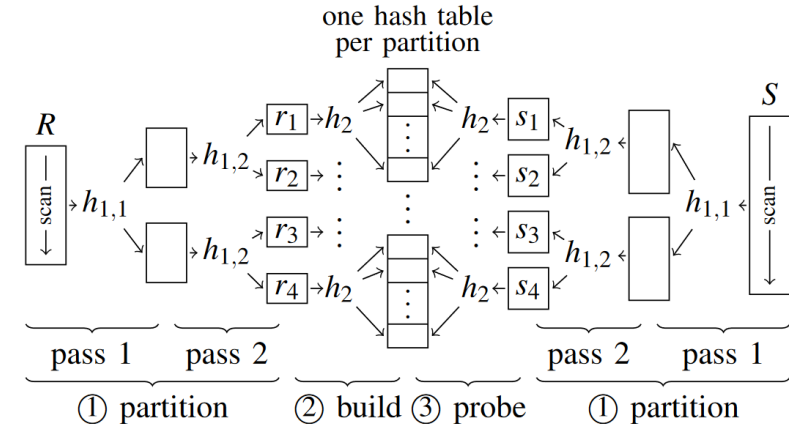 one hash table
per partition
R
S
scan
h1,1
h1,2
h1,2
r1
r2
r3
r4
h2
h2
h2
h2
s1
s2
s3
s4
h1,2
h1,2
h1,1
scan
pass 1
pass 2
pass 2
pass 1
① partition
② build
③ probe
① partition